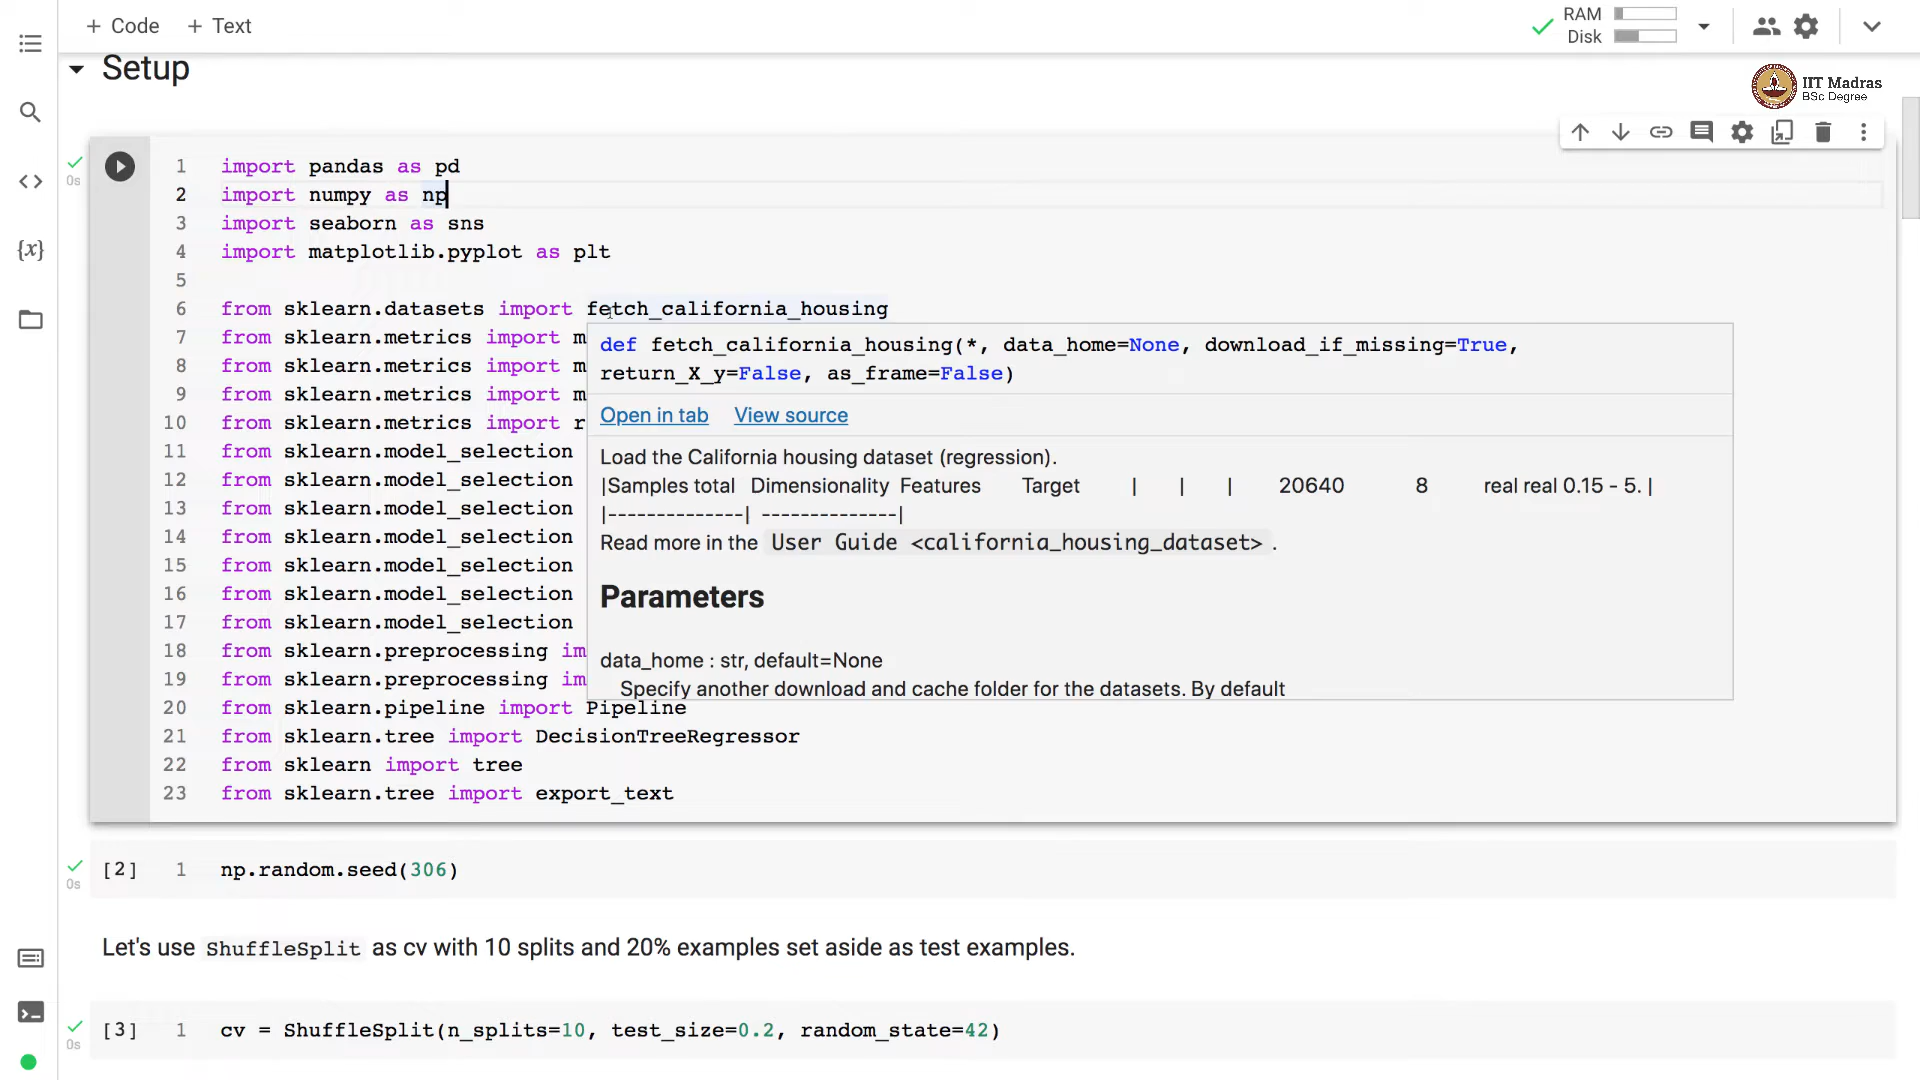 + Code + Text
RAM
Disk
Setup
IIT Madras
BSc Degree
0s
1 import pandas as pd
2 import numpy as np
3 import seaborn as sns
4 import matplotlib.pyplot as plt
5
6 from sklearn.datasets import fetch_california_housing
7 from sklearn.metrics import m
8 from sklearn.metrics import m
9 from sklearn.metrics import m
10 from sklearn.metrics import r
11 from sklearn.model_selection
12 from sklearn.model_selection
13 from sklearn.model_selection
14 from sklearn.model_selection
15 from sklearn.model_selection
16 from sklearn.model_selection
17 from sklearn.model_selection
18 from sklearn.preprocessing im
19 from sklearn.preprocessing im
20 from sklearn.pipeline import Pipeline
21 from sklearn.tree import DecisionTreeRegressor
22 from sklearn import tree
23 from sklearn.tree import export_text
def fetch_california_housing(*, data_home=None, download_if_missing=True,
return_X_y=False, as_frame=False)
Open in tab View source
Load the California housing dataset (regression).
|Samples total Dimensionality Features Target | | | 20640 8 real real 0.15 - 5. |
|--------------| --------------|
Read more in the User Guide <california_housing_dataset> .
Parameters
data_home : str, default=None
Specify another download and cache folder for the datasets. By default
[2] 1 np.random.seed(306)
0s
Let's use ShuffleSplit as cv with 10 splits and 20% examples set aside as test examples.
[3] 1 cv = ShuffleSplit(n_splits=10, test_size=0.2, random_state=42)
0s
{x}